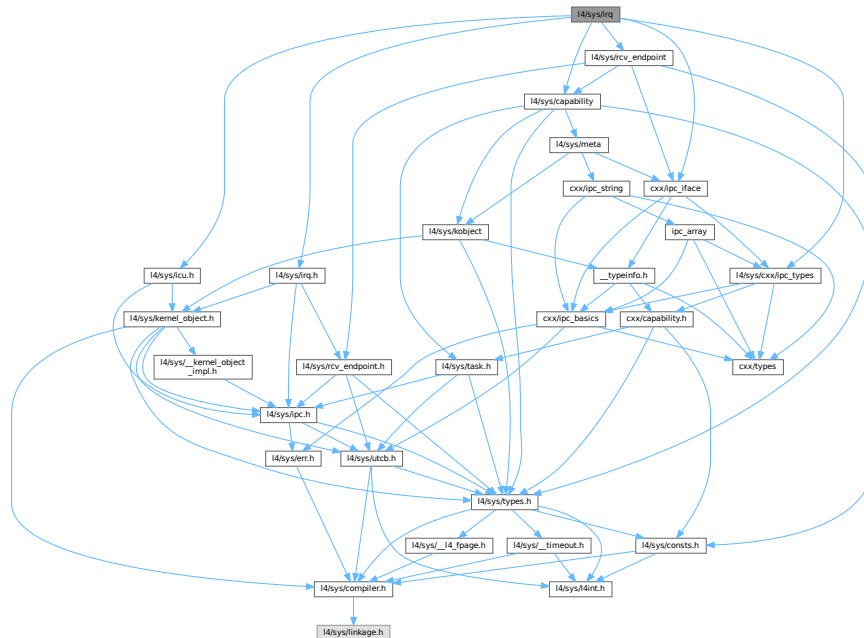 l4/sys/irq
l4/sys/rcv_endpoint
l4/sys/capability
l4/sys/meta
cxx/ipc_string
cxx/ipc_iface
l4/sys/kobject
ipc_array
l4/sys/icu.h
l4/sys/irq.h
__typeinfo.h
l4/sys/cxx/ipc_types
l4/sys/kernel_object.h
cxx/ipc_basics
cxx/capability.h
l4/sys/__kernel_object
_impl.h
l4/sys/rcv_endpoint.h
l4/sys/task.h
cxx/types
l4/sys/ipc.h
l4/sys/err.h
l4/sys/utcb.h
l4/sys/types.h
l4/sys/__l4_fpage.h
l4/sys/__timeout.h
l4/sys/consts.h
l4/sys/compiler.h
l4/sys/l4int.h
l4/sys/linkage.h